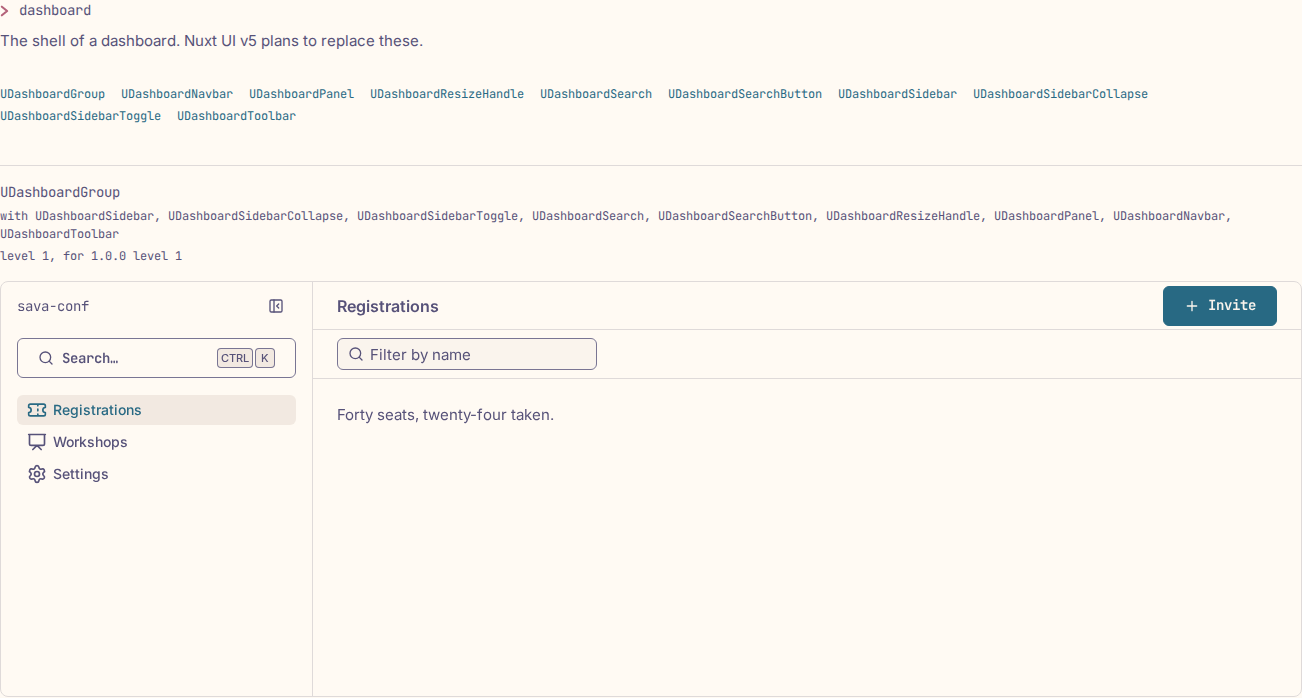 dashboard
The shell of a dashboard. Nuxt UI v5 plans to replace these.
UDashboardGroup UDashboardNavbar UDashboardPanel UDashboardResizeHandle UDashboardSearch UDashboardSearchButton UDashboardSidebar UDashboardSidebarCollapse
UDashboardSidebarToggle UDashboardToolbar
UDashboardGroup
with UDashboardSidebar, UDashboardSidebarCollapse, UDashboardSidebarToggle, UDashboardSearch, UDashboardSearchButton, UDashboardResizeHandle, UDashboardPanel, UDashboardNavbar,
UDashboardToolbar
level 1, for 1.0.0 level 1
sava-conf
Search… CTRL K
Registrations
Workshops
Settings
Registrations
Invite
Filter by name
Forty seats, twenty-four taken.